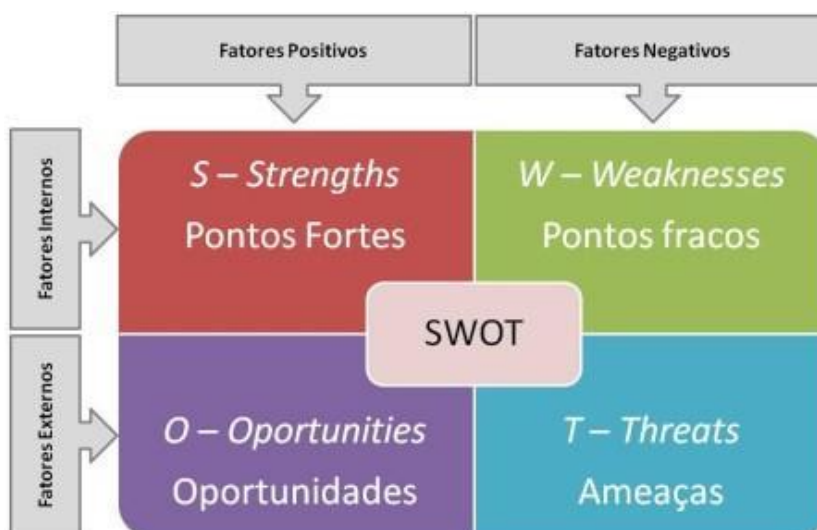 Fatores Positivos
Fatores Negativos
Fatores Internos
S – Strengths
Pontos Fortes
W – Weaknesses
Pontos fracos
SWOT
Fatores Externos
O – Oportunities
Oportunidades
T – Threats
Ameaças